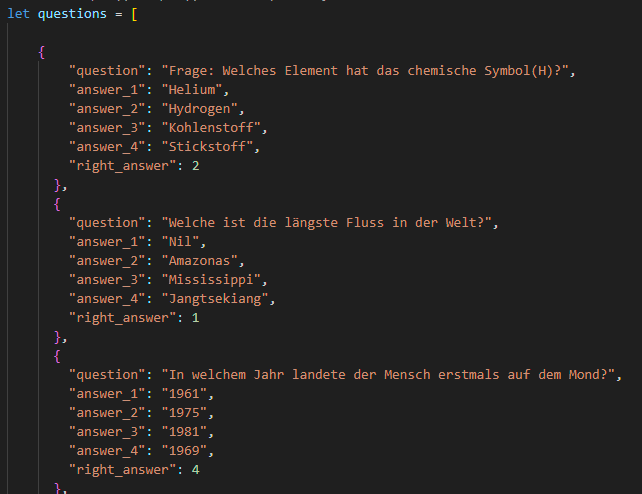 let questions = [
{
"question": "Frage: Welches Element hat das chemische Symbol(H)?",
"answer_1": "Helium",
"answer_2": "Hydrogen",
"answer_3": "Kohlenstoff",
"answer_4": "Stickstoff",
"right_answer": 2
},
{
"question": "Welche ist die längste Fluss in der Welt?",
"answer_1": "Nil",
"answer_2": "Amazonas",
"answer_3": "Mississippi",
"answer_4": "Jangtsekiang",
"right_answer": 1
},
{
"question": "In welchem Jahr landete der Mensch erstmals auf dem Mond?",
"answer_1": "1961",
"answer_2": "1975",
"answer_3": "1981",
"answer_4": "1969",
"right_answer": 4
},